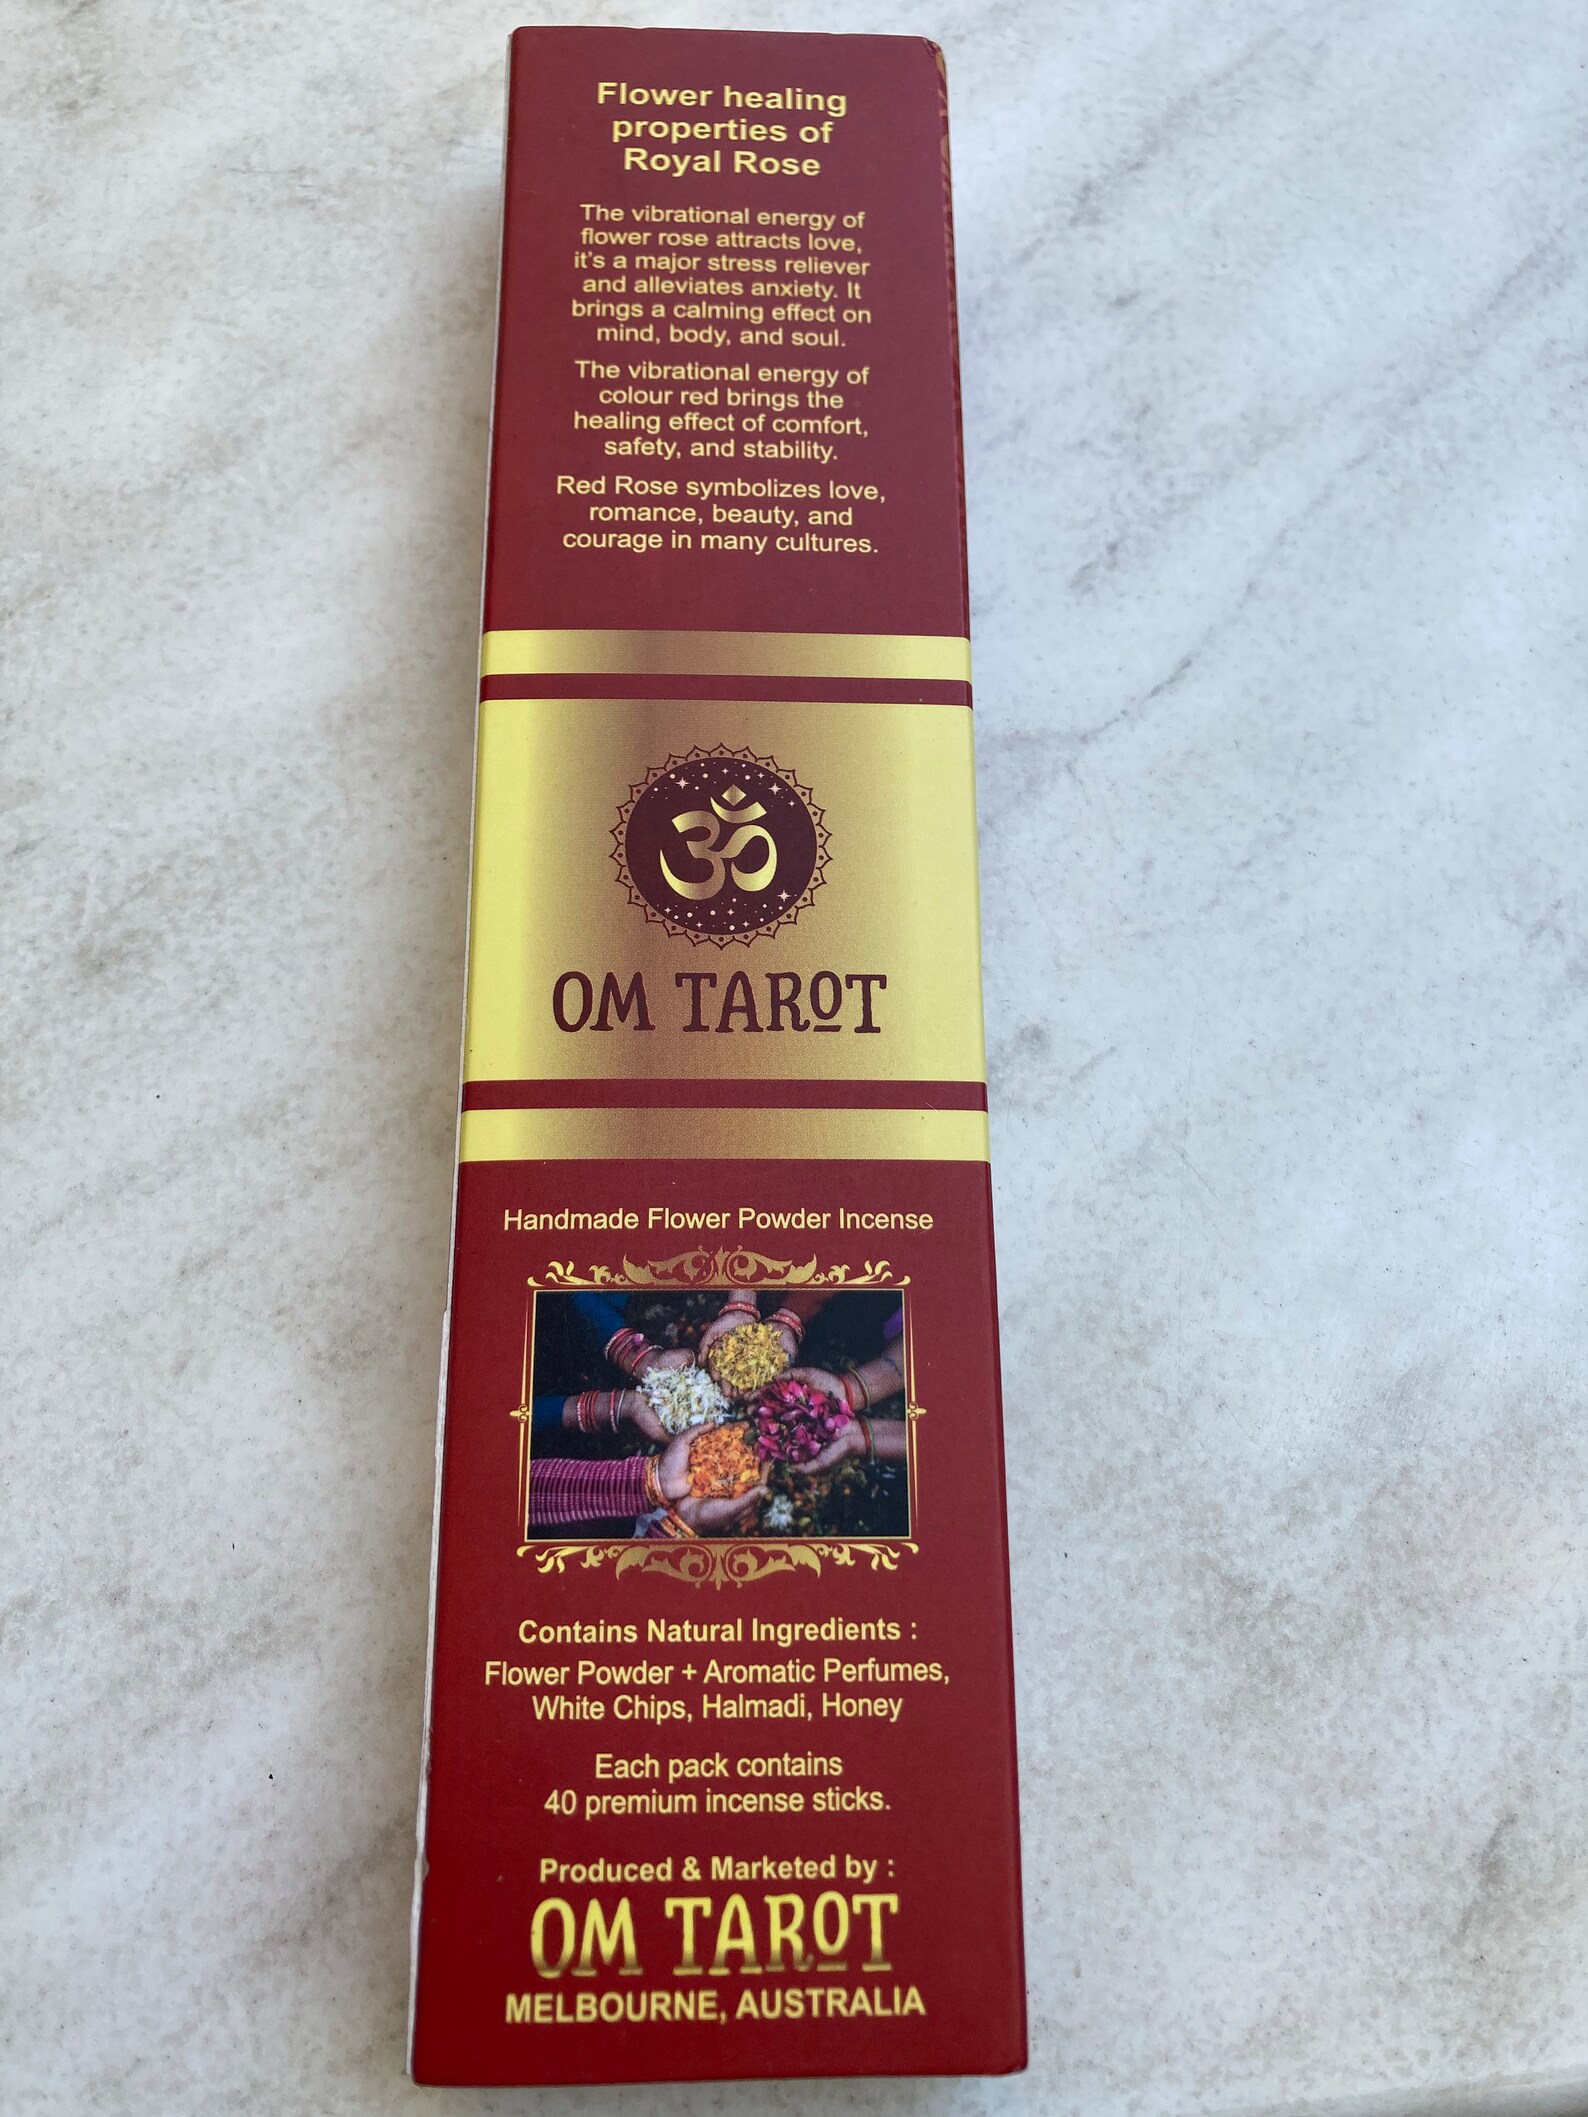 Flower healing
properties of
Royal Rose
The vibrational energy of
flower rose attracts love,
it's a major stress reliever
and alleviates anxiety. It
brings a calming effect on
mind, body, and soul.
The vibrational energy of
colour red brings the
healing effect of comfort,
safety, and stability.
Red Rose symbolizes love,
romance, beauty, and
courage in many cultures.
ॐ
OM TAROT
Handmade Flower Powder Incense
Contains Natural Ingredients :
Flower Powder + Aromatic Perfumes,
White Chips, Halmadi, Honey
Each pack contains
40 premium incense sticks.
Produced & Marketed by :
OM TAROT
MELBOURNE, AUSTRALIA